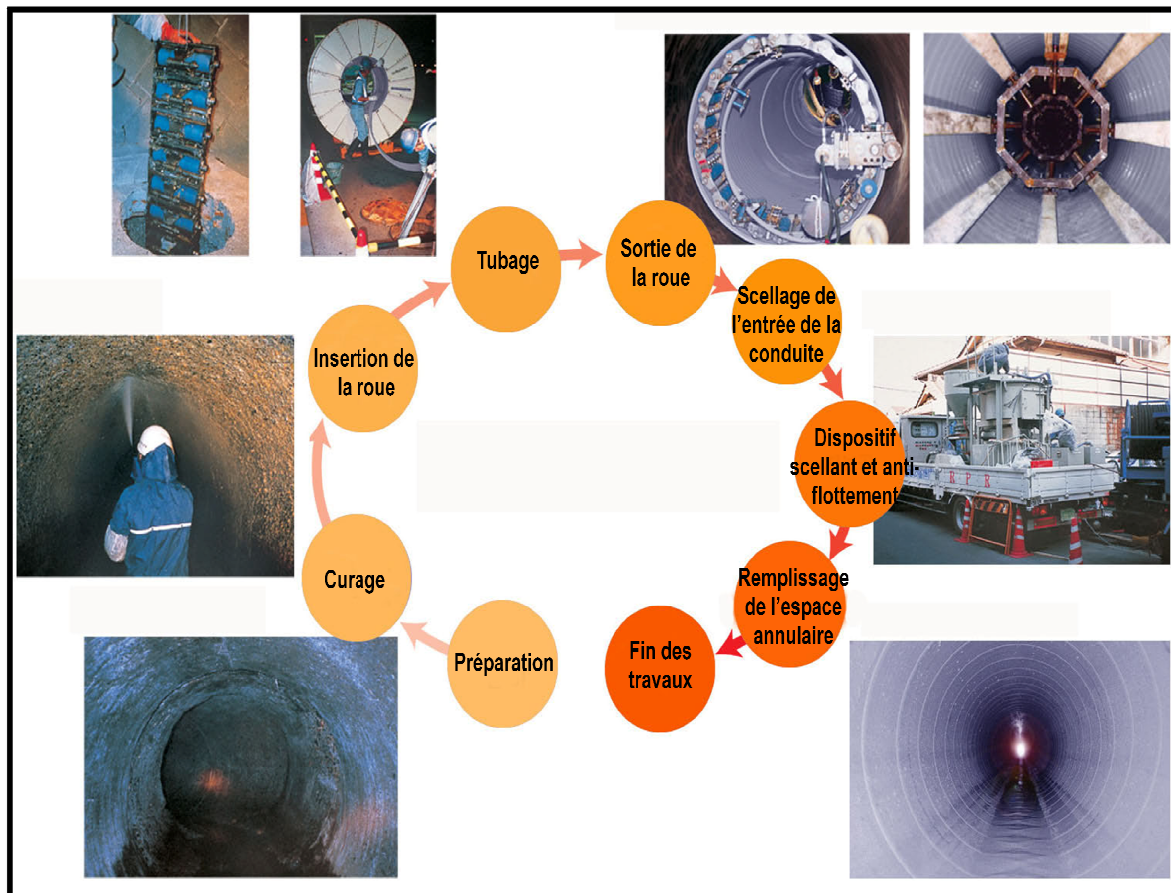 Tubage
Sortie de
la roue
Scellage de
l'entrée de la
conduite
Insertion de
la roue
Dispositif
scellant et anti-
flottement
R P R
Curage
Remplissage
de l'espace
annulaire
Préparation
Fin des
travaux